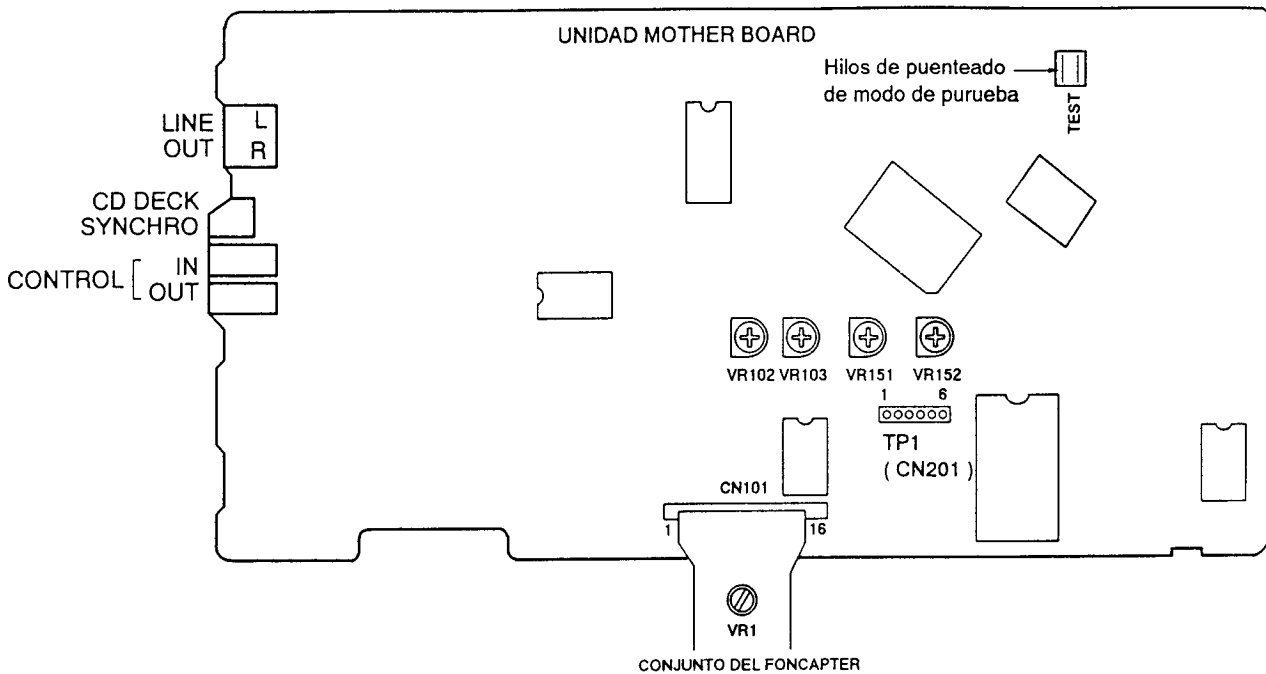 UNIDAD MOTHER BOARD
Hilos de puenteado
de modo de purueba
TEST
LINE
OUT
L
R
CD DECK
SYNCHRO
CONTROL
IN
OUT
VR102 VR103 VR151 VR152
1 6
TP1
( CN201 )
CN101
1 16
VR1
CONJUNTO DEL FONCAPTER